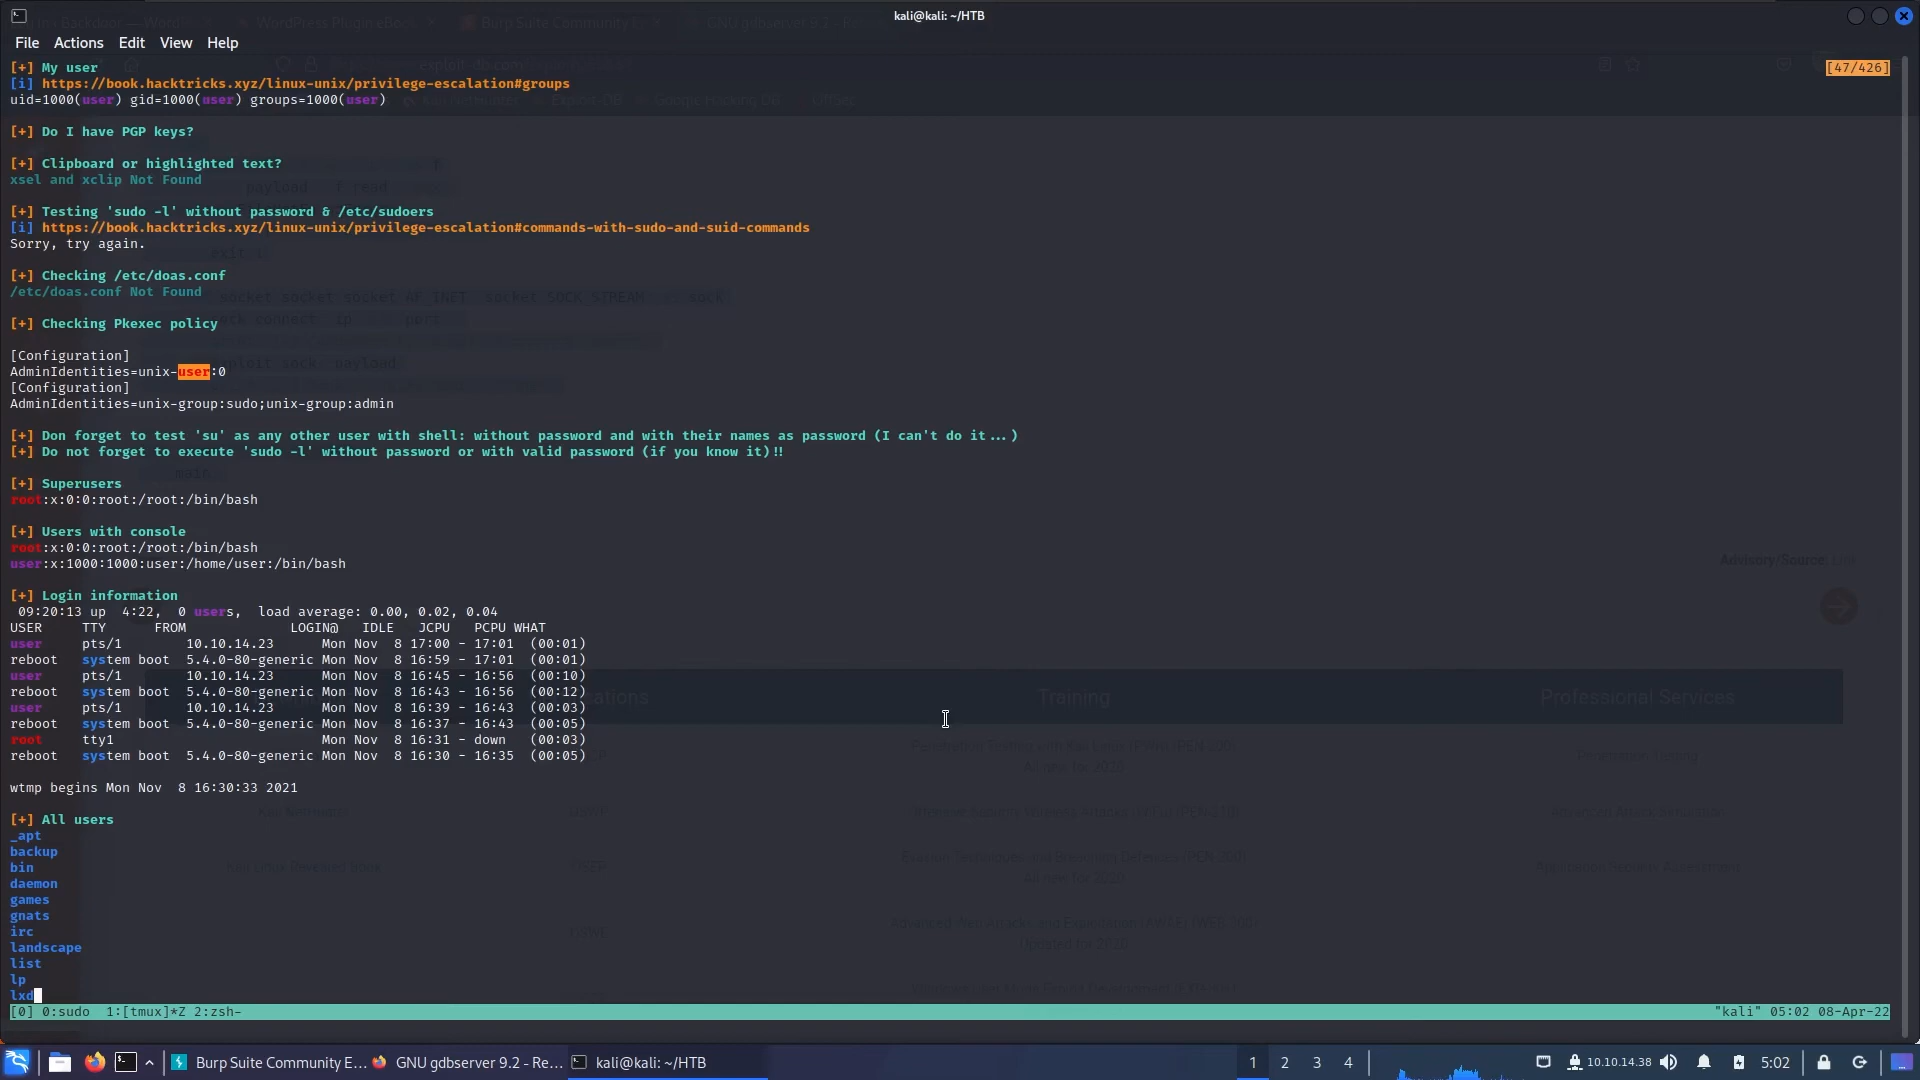 kali@kali: ~/HTB
File Actions Edit View Help
[+] My user
[47/426]
[i] https://book.hacktricks.xyz/linux-unix/privilege-escalation#groups
uid=1000(user) gid=1000(user) groups=1000(user)
[+] Do I have PGP keys?
[+] Clipboard or highlighted text?
xsel and xclip Not Found
[+] Testing 'sudo -l' without password & /etc/sudoers
[i] https://book.hacktricks.xyz/linux-unix/privilege-escalation#commands-with-sudo-and-suid-commands
Sorry, try again.
[+] Checking /etc/doas.conf
/etc/doas.conf Not Found
[+] Checking Pkexec policy
[Configuration]
AdminIdentities=unix-user:0
[Configuration]
AdminIdentities=unix-group:sudo;unix-group:admin
[+] Don forget to test 'su' as any other user with shell: without password and with their names as password (I can't do it...)
[+] Do not forget to execute 'sudo -l' without password or with valid password (if you know it)!!
[+] Superusers
root:x:0:0:root:/root:/bin/bash
[+] Users with console
root:x:0:0:root:/root:/bin/bash
user:x:1000:1000:user:/home/user:/bin/bash
[+] Login information
09:20:13 up  4:22,  0 users,  load average: 0.00, 0.02, 0.04
USER     TTY      FROM             LOGIN@   IDLE   JCPU   PCPU WHAT
user     pts/1        10.10.14.23      Mon Nov  8 17:00 - 17:01  (00:01)
reboot   system boot  5.4.0-80-generic Mon Nov  8 16:59 - 17:01  (00:01)
user     pts/1        10.10.14.23      Mon Nov  8 16:45 - 16:56  (00:10)
reboot   system boot  5.4.0-80-generic Mon Nov  8 16:43 - 16:56  (00:12)
user     pts/1        10.10.14.23      Mon Nov  8 16:39 - 16:43  (00:03)
reboot   system boot  5.4.0-80-generic Mon Nov  8 16:37 - 16:43  (00:05)
root     tty1                          Mon Nov  8 16:31 - down   (00:03)
reboot   system boot  5.4.0-80-generic Mon Nov  8 16:30 - 16:35  (00:05)
wtmp begins Mon Nov  8 16:30:33 2021
[+] All users
_apt
backup
bin
daemon
games
gnats
irc
landscape
list
lp
lxd
Training
Professional Services
[0] 0:sudo  1:[tmux]*Z 2:zsh-
"kali" 05:02 08-Apr-22
Burp Suite Community E... GNU gdbserver 9.2 - Re... kali@kali: ~/HTB 1 2 3 4 10.10.14.38 5:02